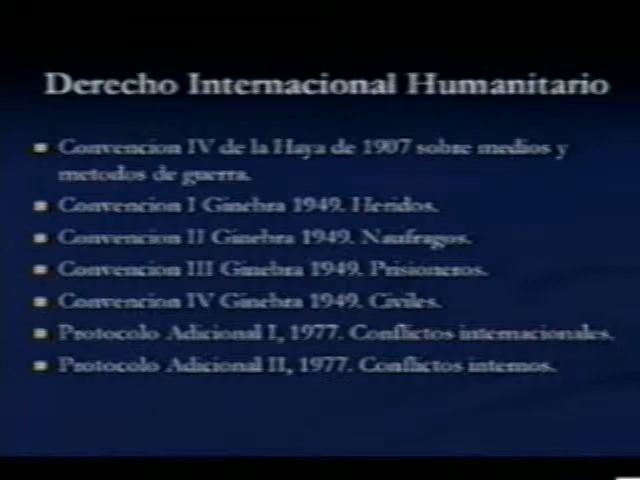 Derecho Internacional Humanitario
Convencion IV de la Haya de 1907 sobre medios y
metodos de guerra.
Convencion I Ginebra 1949. Heridos.
Convencion II Ginebra 1949. Naufragos.
Convencion III Ginebra 1949. Prisioneros.
Convencion IV Ginebra 1949. Civiles.
Protocolo Adicional I, 1977. Conflictos internacionales.
Protocolo Adicional II, 1977. Conflictos internos.